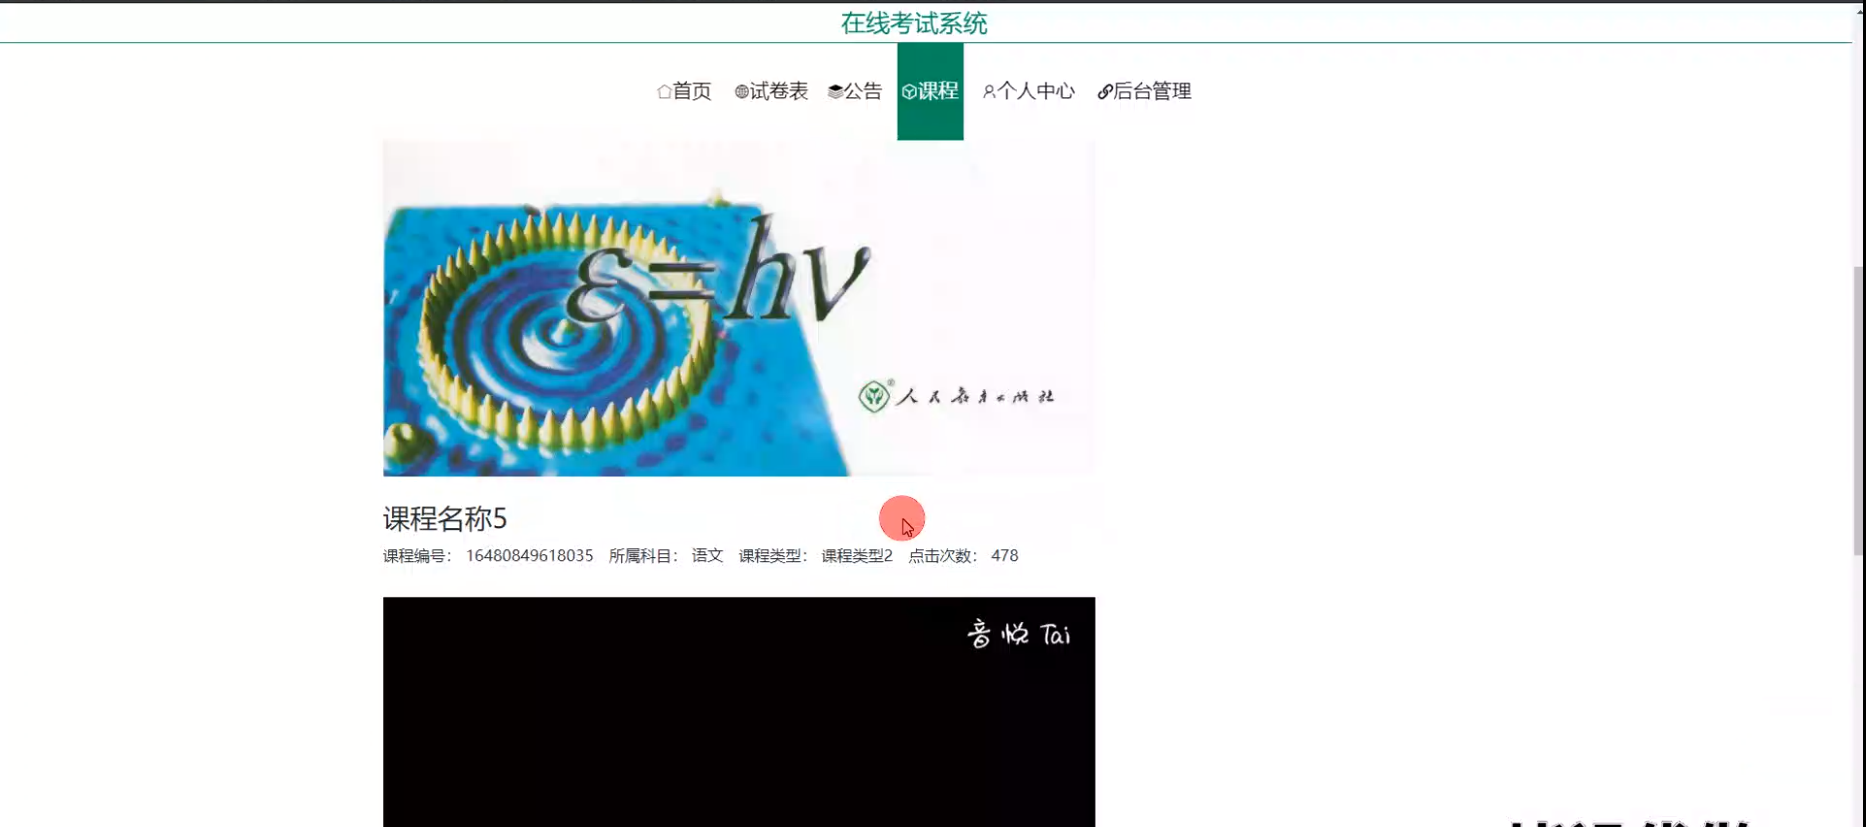 在线考试系统
首页 试卷表 公告 课程 个人中心 后台管理
ε=hν
人民教育出版社
课程名称5
课程编号： 16480849618035 所属科目： 语文 课程类型： 课程类型2 点击次数： 478
音悦Tai